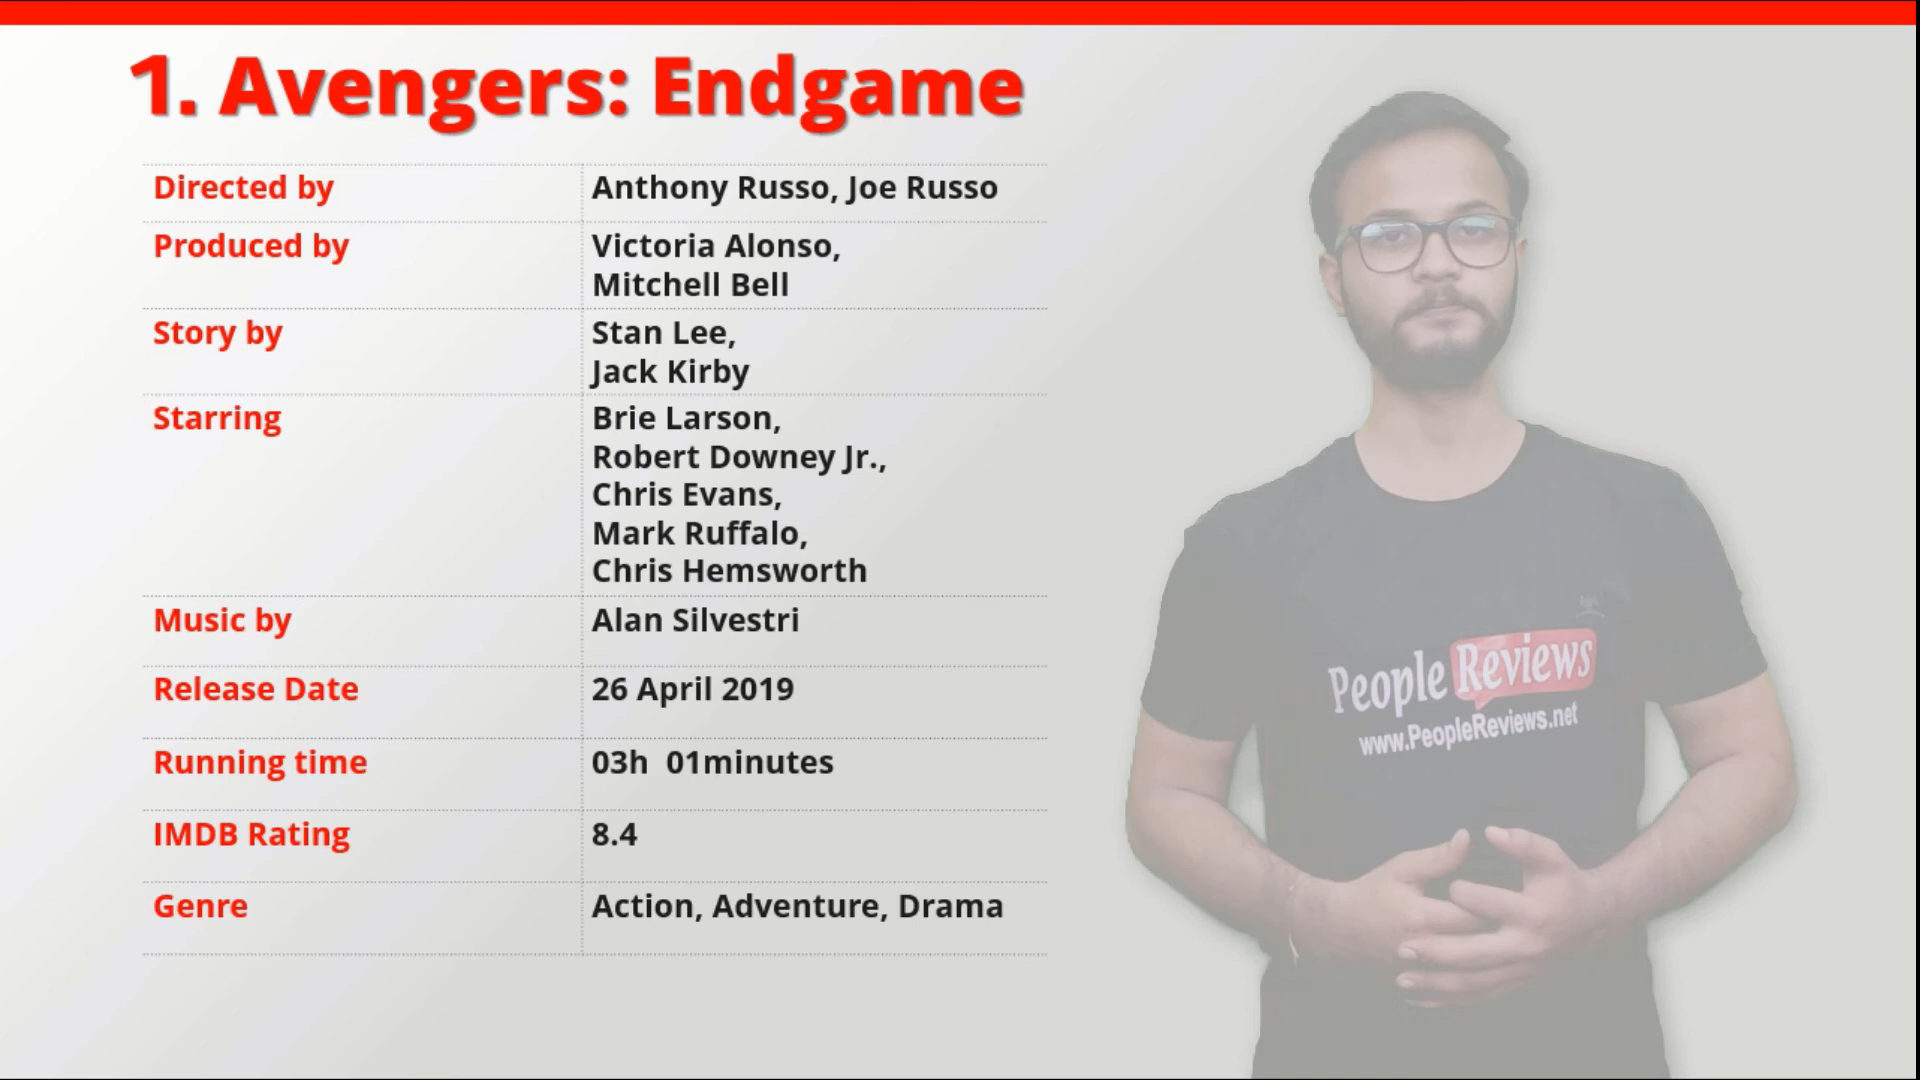 1. Avengers: Endgame
Directed by
Anthony Russo, Joe Russo
Produced by
Victoria Alonso,
Mitchell Bell
Story by
Stan Lee,
Jack Kirby
Starring
Brie Larson,
Robert Downey Jr.,
Chris Evans,
Mark Ruffalo,
Chris Hemsworth
Music by
Alan Silvestri
Release Date
26 April 2019
Running time
03h 01minutes
IMDB Rating
8.4
Genre
Action, Adventure, Drama
People Reviews
www.PeopleReviews.net